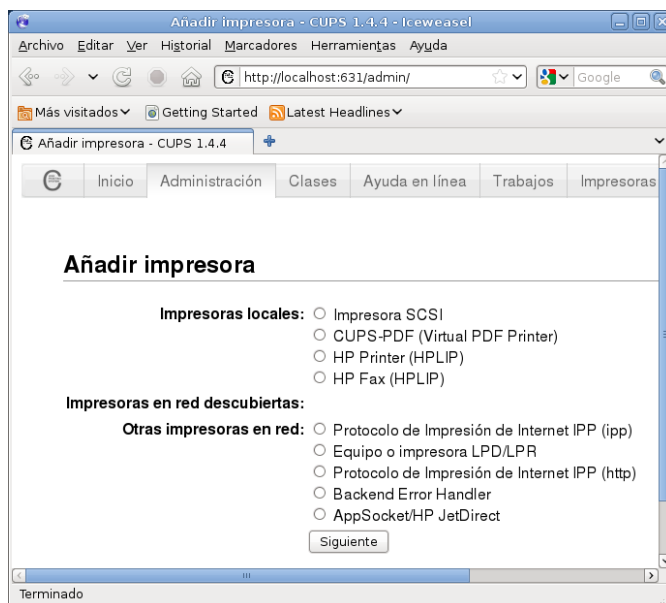 Añadir impresora - CUPS 1.4.4 - Iceweasel
Archivo Editar Ver Historial Marcadores Herramientas Ayuda
http://localhost:631/admin/ Google
Más visitados Getting Started Latest Headlines
Añadir impresora - CUPS 1.4.4
Inicio Administración Clases Ayuda en línea Trabajos Impresoras
Añadir impresora
Impresoras locales: Impresora SCSI
CUPS-PDF (Virtual PDF Printer)
HP Printer (HPLIP)
HP Fax (HPLIP)
Impresoras en red descubiertas:
Otras impresoras en red: Protocolo de Impresión de Internet IPP (ipp)
Equipo o impresora LPD/LPR
Protocolo de Impresión de Internet IPP (http)
Backend Error Handler
AppSocket/HP JetDirect
Siguiente
Terminado